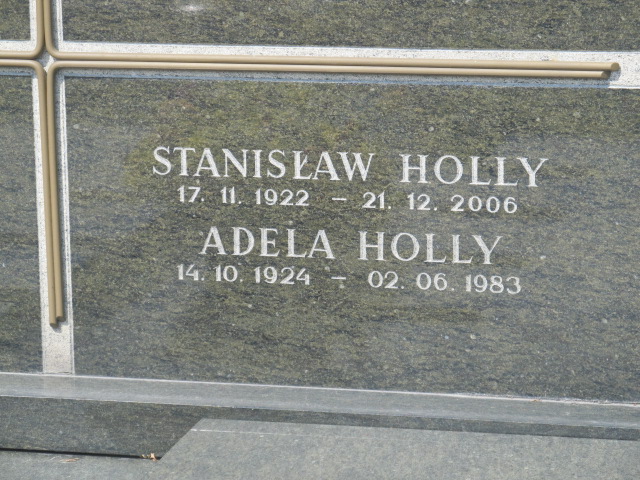 STANISŁAW HOLLY
17. 11. 1922 – 21. 12. 2006
ADELA HOLLY
14. 10. 1924 – 02. 06. 1983